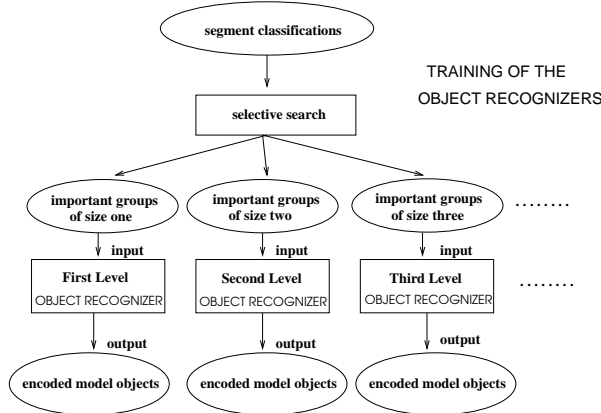 segment classifications
TRAINING OF THE
OBJECT RECOGNIZERS
selective search
important groups
of size one
important groups
of size two
important groups
of size three
........
input
input
input
First Level
OBJECT RECOGNIZER
Second Level
OBJECT RECOGNIZER
Third Level
OBJECT RECOGNIZER
........
output
output
output
encoded model objects
encoded model objects
encoded model objects